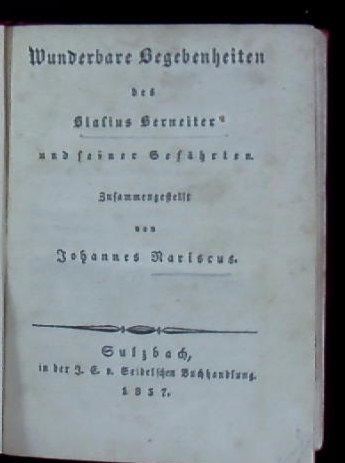 Wunderbare Begebenheiten
des
Blasius Berneiter
und seiner Gefährten.
Zusammengestellt
von
Johannes Nariscus.
Sulzbach,
in der J. E. v. Seidelschen Buchhandlung.
1837.